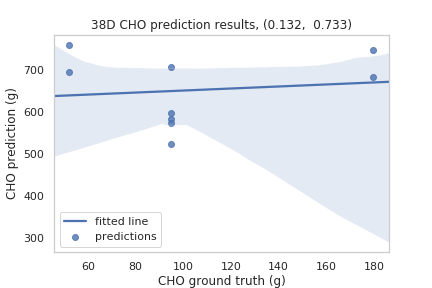 38D CHO prediction results, (0.132,  0.733)
CHO prediction (g)
700
600
500
400
300
fitted line
predictions
60 80 100 120 140 160 180
CHO ground truth (g)